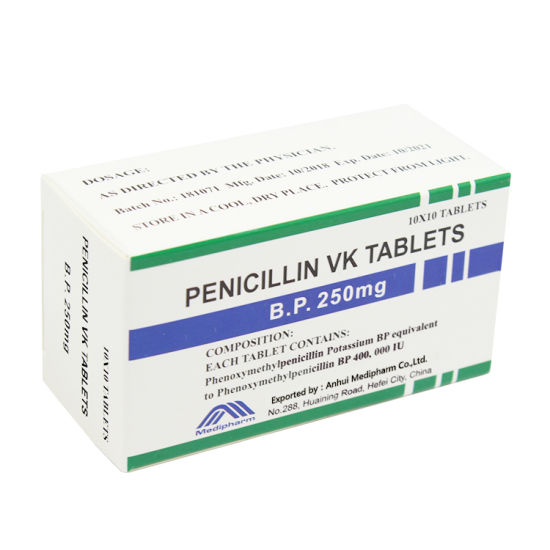 DOSAGE:
AS DIRECTED BY THE PHYSICIAN.
Batch No.: 181071 Mfg. Date: 10/2018 Exp. Date: 10/2021
STORE IN A COOL, DRY PLACE. PROTECT FROM LIGHT.
10X10 TABLETS
PENICILLIN VK TABLETS
B.P. 250mg
COMPOSITION:
EACH TABLET CONTAINS:
Phenoxymethylpenicillin Potassium BP equivalent
to Phenoxymethylpenicillin BP 400, 000 IU
Medipharm
Exported by : Anhui Medipharm Co.,Ltd.
No.288, Huaining Road, Hefei City, China
PENICILLIN VK TABLETS
B.P. 250mg
10X10 TABLETS